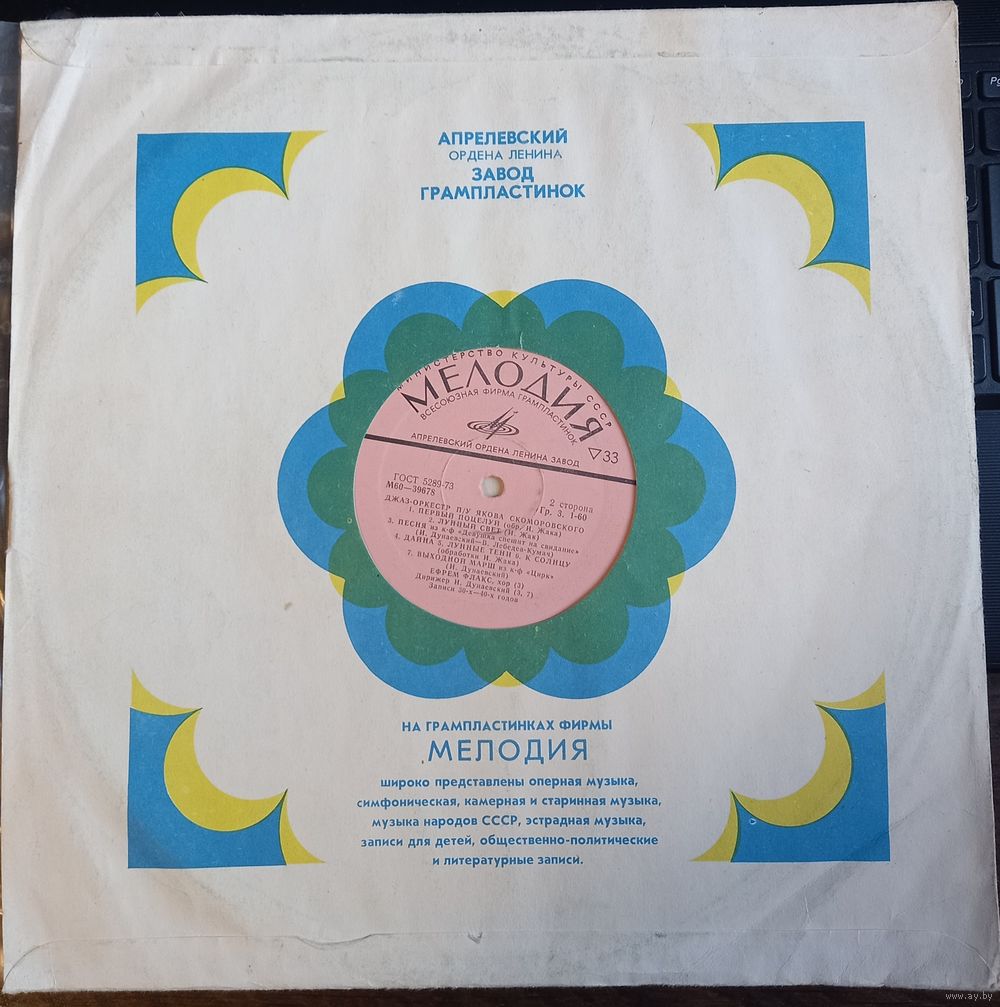 АПРЕЛЕВСКИЙ
ОРДЕНА ЛЕНИНА
ЗАВОД
ГРАМПЛАСТИНОК
МИНИСТЕРСТВО КУЛЬТУРЫ СССР
МЕЛОДИЯ
ВСЕСОЮЗНАЯ ФИРМА ГРАМПЛАСТИНОК
АПРЕЛЕВСКИЙ ОРДЕНА ЛЕНИНА ЗАВОД
▽33
ГОСТ 5289-73
М60—39678
2 сторона
Гр. 3. 1-60
ДЖАЗ-ОРКЕСТР П/У ЯКОВА СКОМОРОВСКОГО
1. ПЕРВЫЙ ПОЦЕЛУЙ (обр. И. Жака)
2. ЛУННЫЙ СВЕТ (И. Жак)
3. ПЕСНЯ из к-ф «Девушка спешит на свидание»
(И. Дунаевский—В. Лебедев-Кумач)
4. ДАЙНА 5. ЛУННЫЕ ТЕНИ 6. К СОЛНЦУ
(обработки И. Жака)
7. ВЫХОДНОЙ МАРШ из к-ф «Цирк»
(И. Дунаевский)
ЕФРЕМ ФЛАКС, хор (3)
Дирижер И. Дунаевский (3, 7)
Записи 30-х—40-х годов
НА ГРАМПЛАСТИНКАХ ФИРМЫ
МЕЛОДИЯ
широко представлены оперная музыка,
симфоническая, камерная и старинная музыка,
музыка народов СССР, эстрадная музыка,
записи для детей, общественно-политические
и литературные записи.
www.ay.by